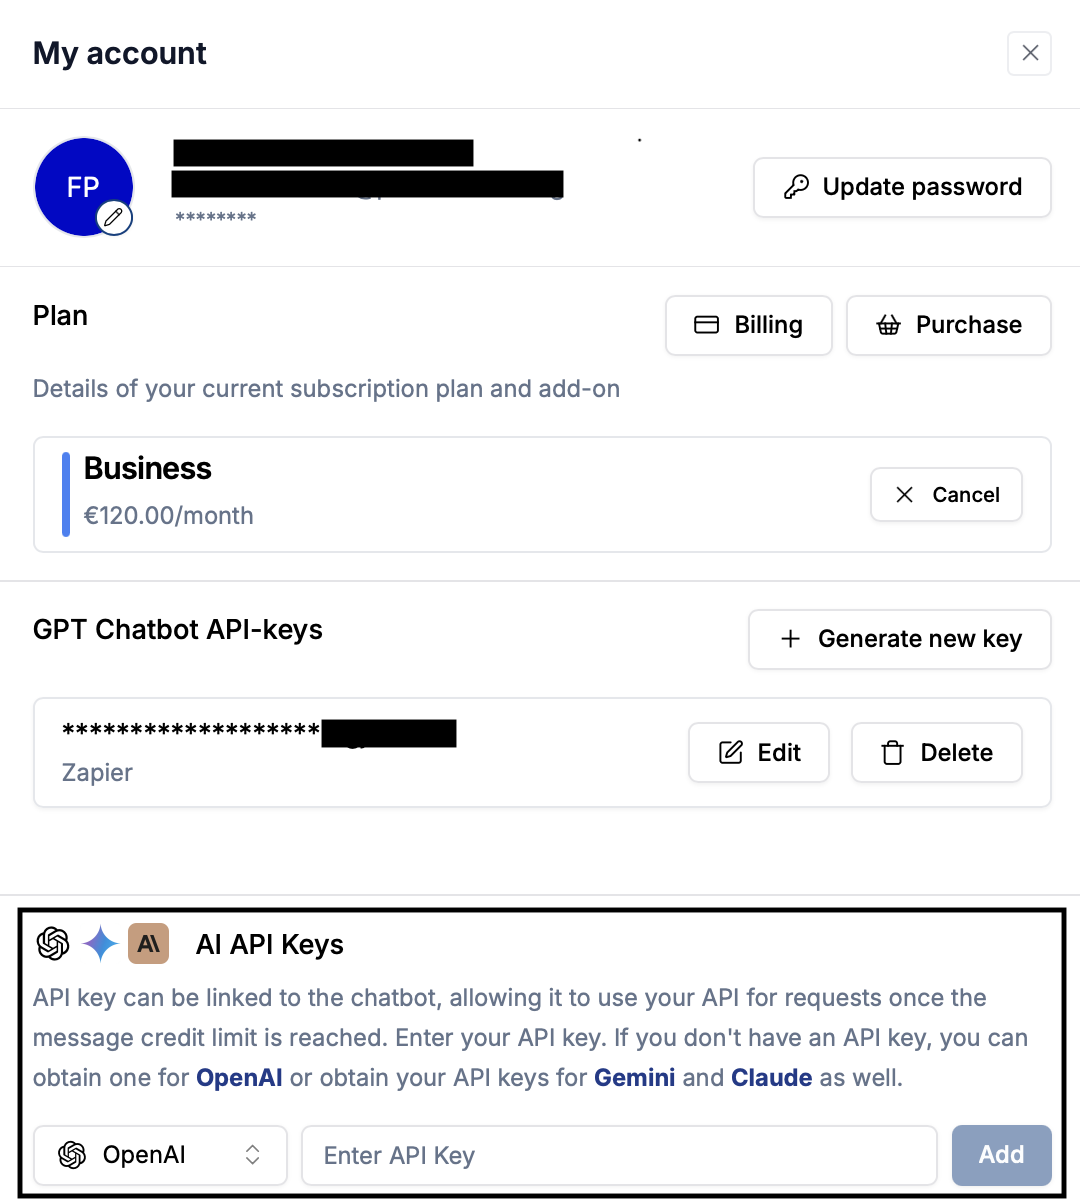 My account
FP
********
Update password
Plan
Billing
Purchase
Details of your current subscription plan and add-on
Business
€120.00/month
Cancel
GPT Chatbot API-keys
Generate new key
*******************
Zapier
Edit
Delete
AI API Keys
API key can be linked to the chatbot, allowing it to use your API for requests once the
message credit limit is reached. Enter your API key. If you don't have an API key, you can
obtain one for OpenAI or obtain your API keys for Gemini and Claude as well.
OpenAI
Enter API Key
Add